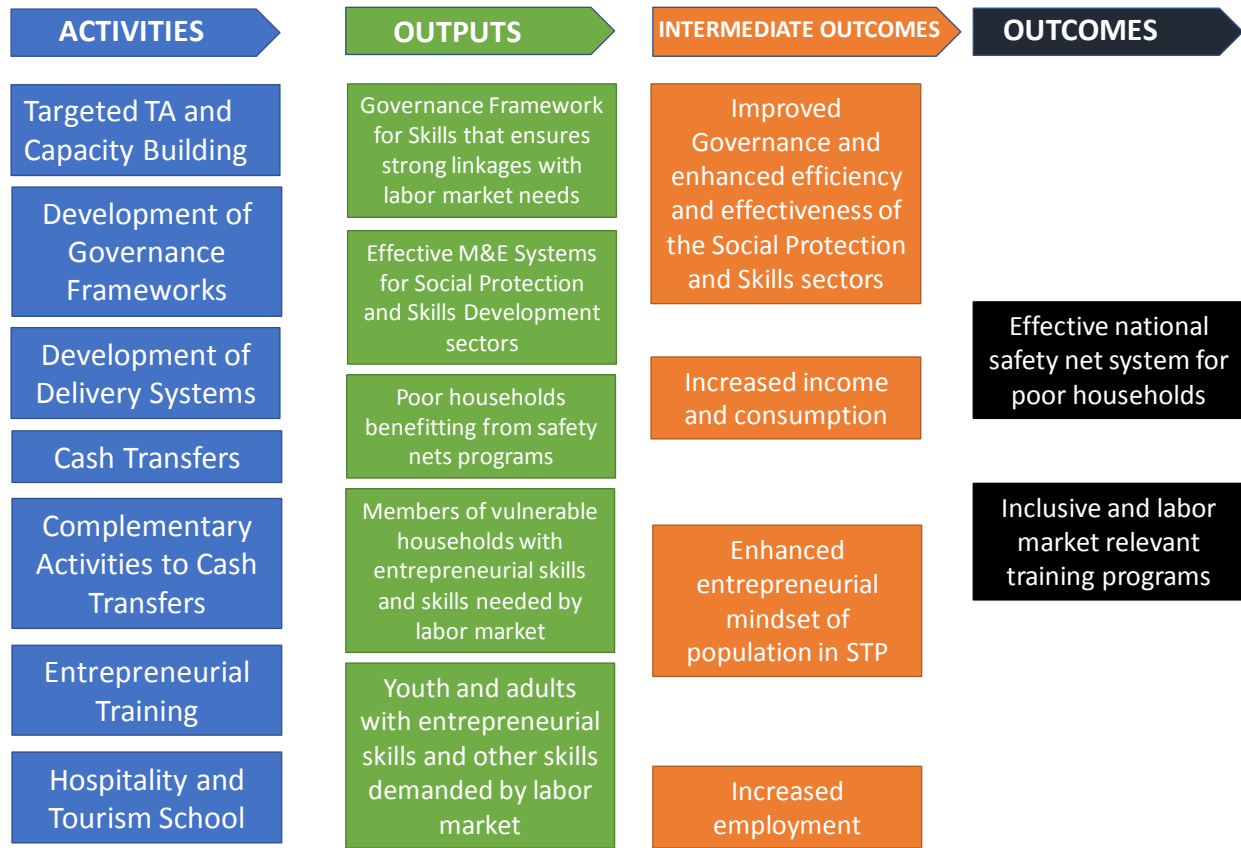 ACTIVITIES
Targeted TA and
Capacity Building
Development of
Governance
Frameworks
Development of
Delivery Systems
Cash Transfers
Complementary
Activities to Cash
Transfers
Entrepreneurial
Training
Hospitality and
Tourism School
OUTPUTS
Governance Framework
for Skills that ensures
strong linkages with
labor market needs
Effective M&E Systems
for Social Protection
and Skills Development
sectors
Poor households
benefitting from safety
nets programs
Members of vulnerable
households with
entrepreneurial skills
and skills needed by
labor market
Youth and adults
with entrepreneurial
skills and other skills
demanded by labor
market
INTERMEDIATE OUTCOMES
Improved
Governance and
enhanced efficiency
and effectiveness of
the Social Protection
and Skills sectors
Increased income
and consumption
Enhanced
entrepreneurial
mindset of
population in STP
Increased
employment
OUTCOMES
Effective national
safety net system for
poor households
Inclusive and labor
market relevant
training programs